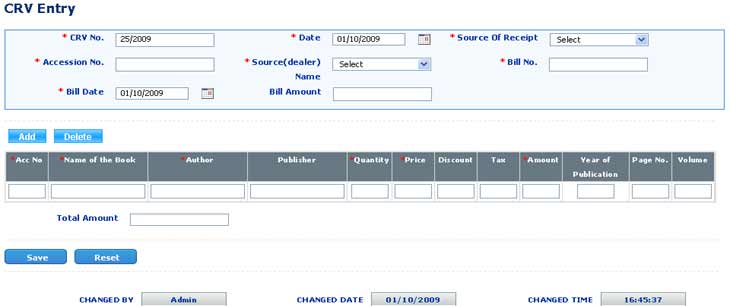 CRV Entry
* CRV No. 25/2009 * Date 01/10/2009 * Source Of Receipt Select
* Accession No. * Source(dealer) Name Select * Bill No.
* Bill Date 01/10/2009 Bill Amount
Add Delete
*Acc No *Name of the Book *Author Publisher *Quantity *Price Discount Tax *Amount Year of Publication Page No. Volume
Total Amount
Save Reset
CHANGED BY Admin CHANGED DATE 01/10/2009 CHANGED TIME 16:45:37